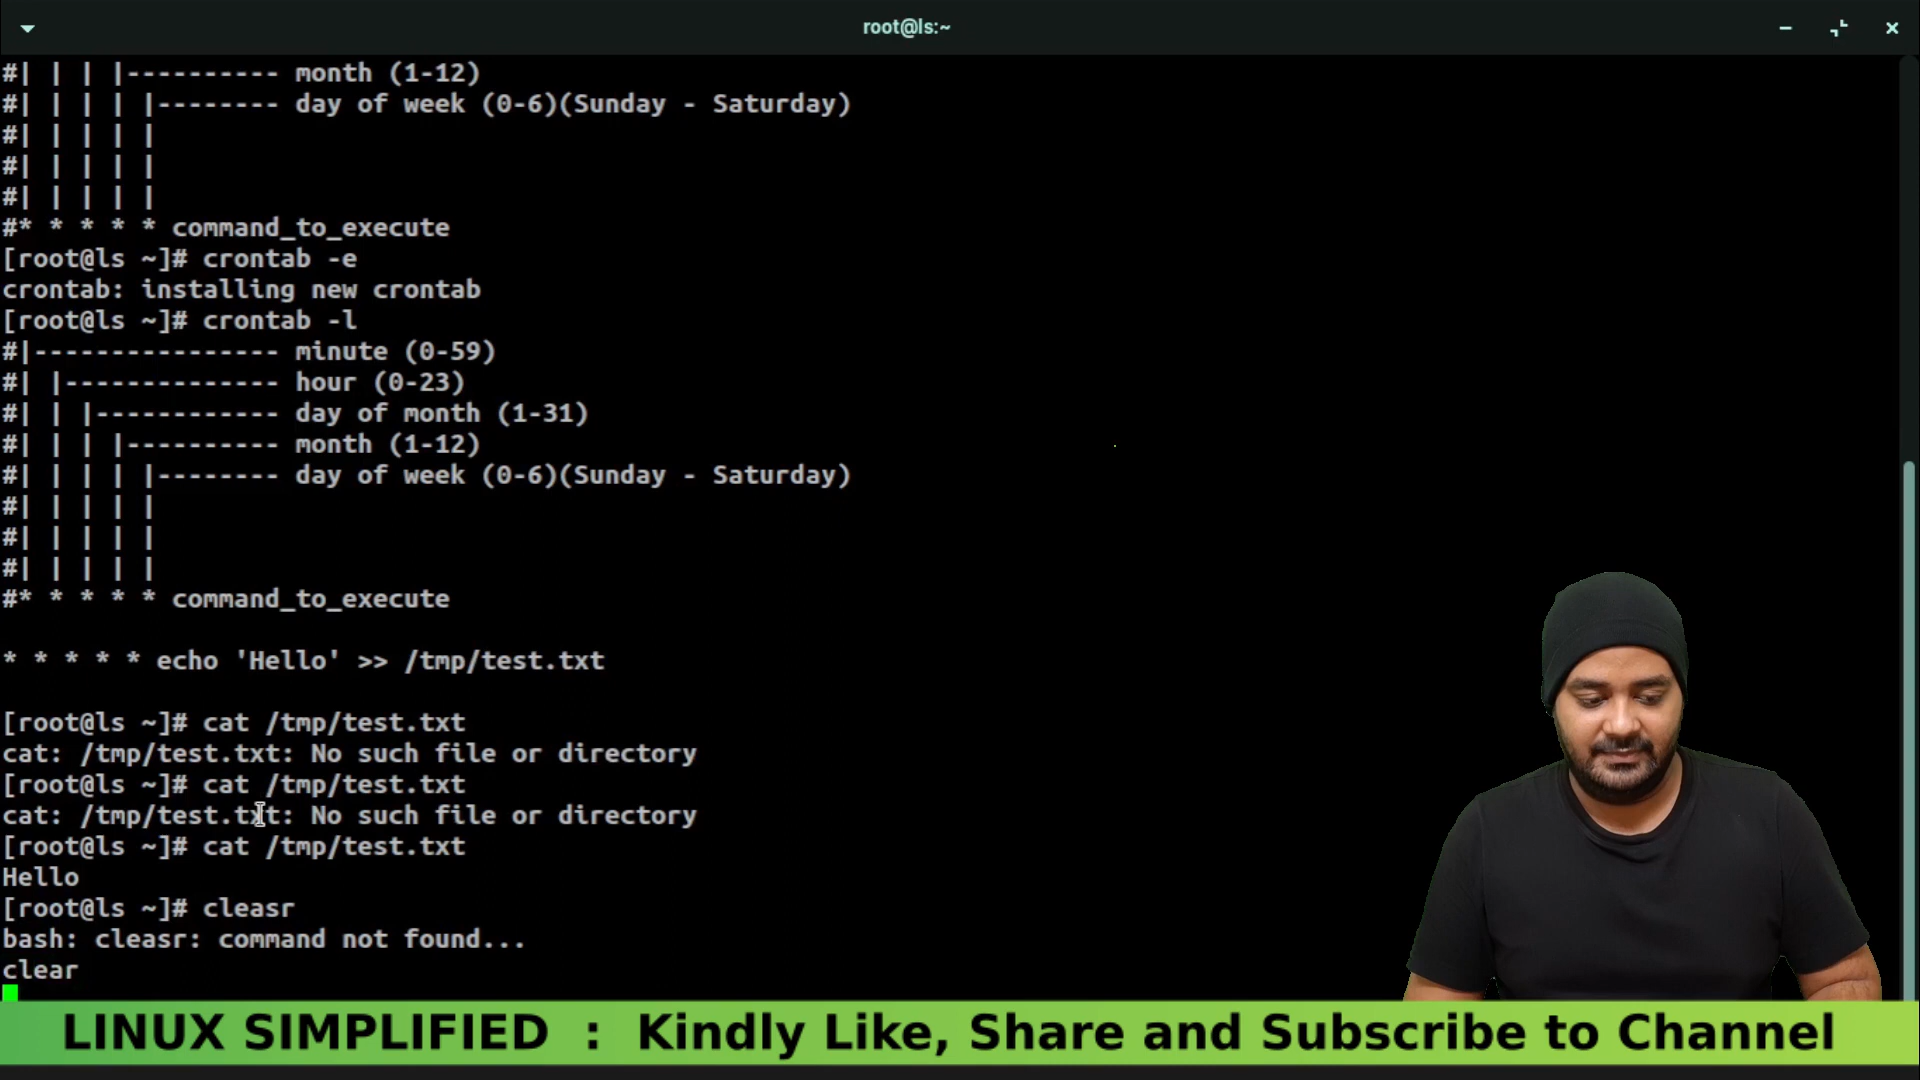 root@ls:~
#| | | |---------- month (1-12)
#| | | | |-------- day of week (0-6)(Sunday - Saturday)
#| | | | |
#| | | | |
#| | | | |
#* * * * * command_to_execute
[root@ls ~]# crontab -e
crontab: installing new crontab
[root@ls ~]# crontab -l
#|---------------- minute (0-59)
#| |-------------- hour (0-23)
#| | |------------ day of month (1-31)
#| | | |---------- month (1-12)
#| | | | |-------- day of week (0-6)(Sunday - Saturday)
#| | | | |
#| | | | |
#| | | | |
#* * * * * command_to_execute
* * * * * echo 'Hello' >> /tmp/test.txt
[root@ls ~]# cat /tmp/test.txt
cat: /tmp/test.txt: No such file or directory
[root@ls ~]# cat /tmp/test.txt
cat: /tmp/test.txt: No such file or directory
[root@ls ~]# cat /tmp/test.txt
Hello
[root@ls ~]# cleasr
bash: cleasr: command not found...
clear
LINUX SIMPLIFIED : Kindly Like, Share and Subscribe to Channel